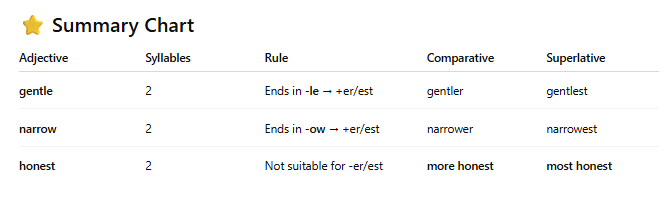 ⭐ Summary Chart
Adjective Syllables Rule Comparative Superlative
gentle 2 Ends in -le → +er/est gentler gentlest
narrow 2 Ends in -ow → +er/est narrower narrowest
honest 2 Not suitable for -er/est more honest most honest